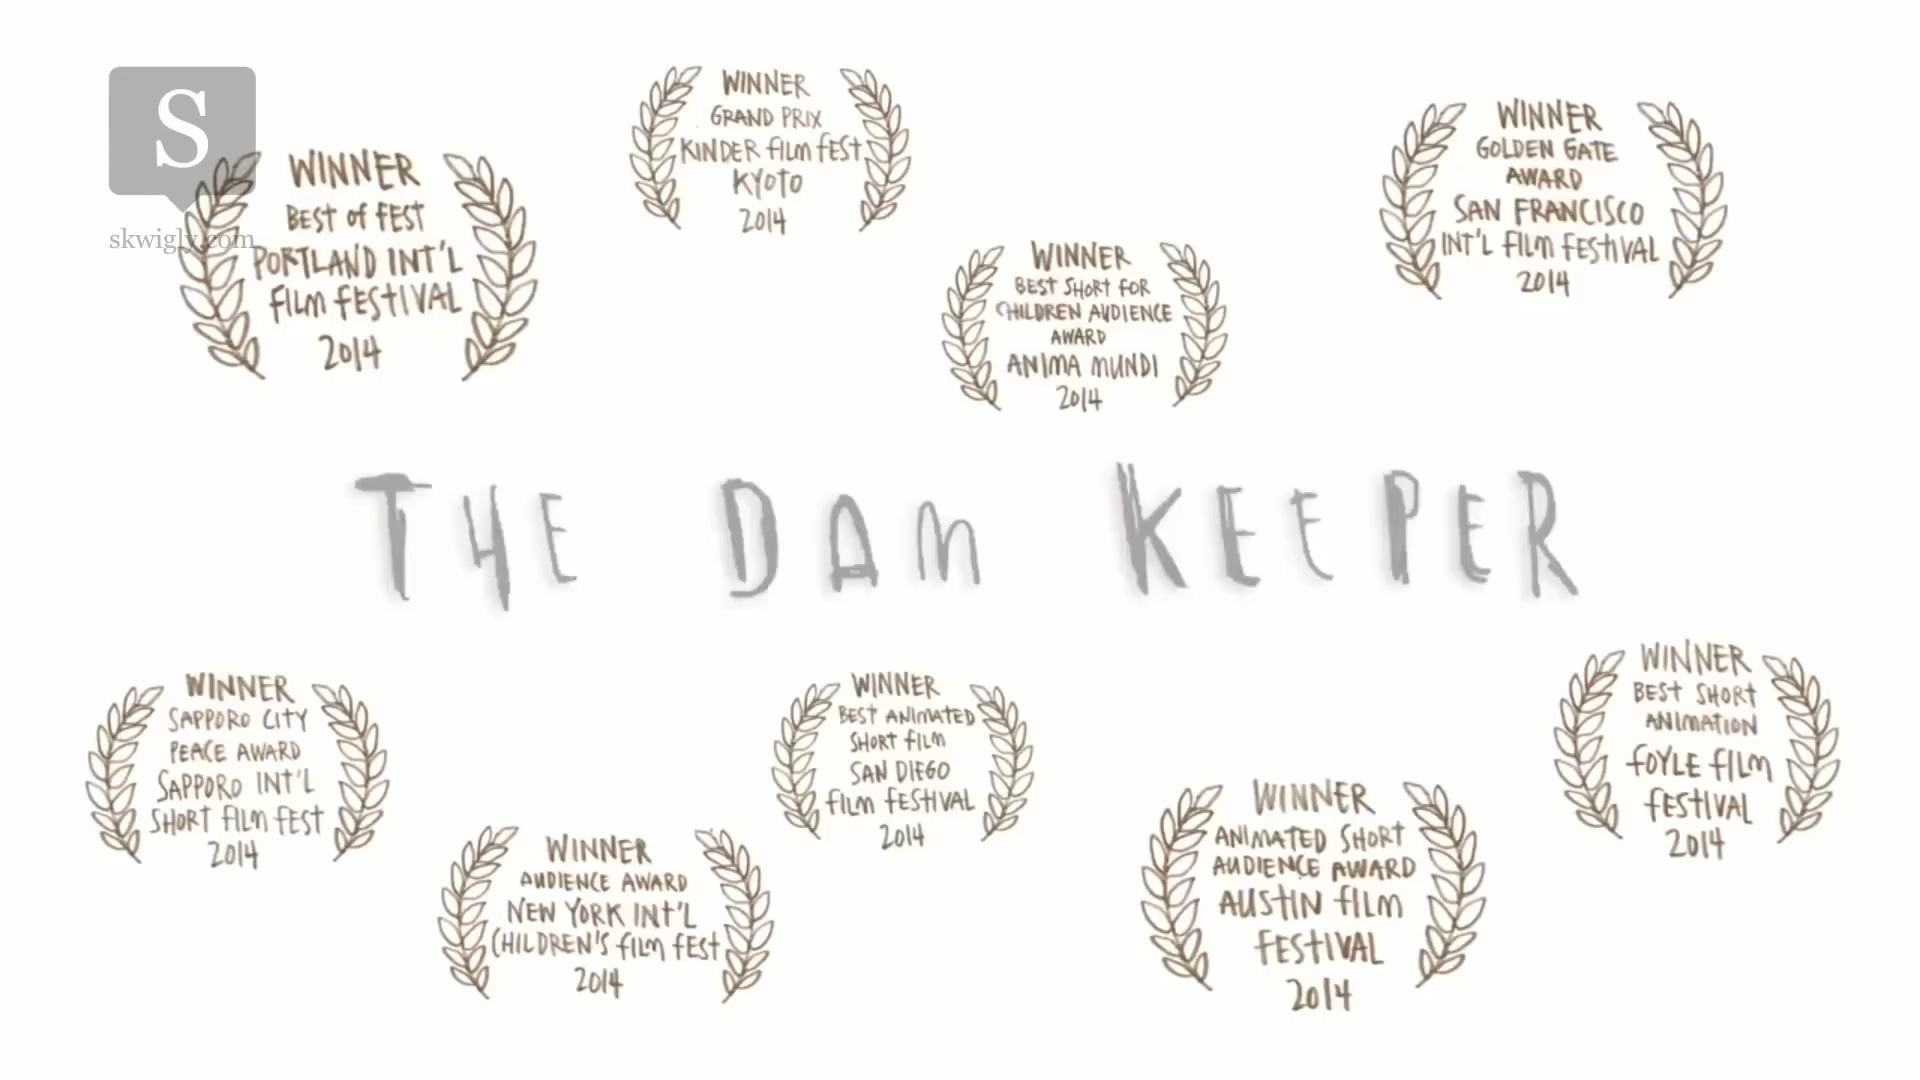 S
skwigly.com
WINNER
BEST of FEST
PORTLAND INT'L
FILM FESTIVAL
2014
WINNER
GRAND PRIX
KINDER FILM FEST
KYOTO
2014
WINNER
BEST SHORT FOR
CHILDREN AUDIENCE
AWARD
ANIMA MUNDI
2014
WINNER
GOLDEN GATE
AWARD
SAN FRANCISCO
INT'L FILM FESTIVAL
2014
THE DAM KEEPER
WINNER
SAPPORO CITY
PEACE AWARD
SAPPORO INT'L
SHORT FILM FEST
2014
WINNER
AUDIENCE AWARD
NEW YORK INT'L
CHILDREN'S FILM FEST
2014
WINNER
BEST ANIMATED
SHORT FILM
SAN DIEGO
FILM FESTIVAL
2014
WINNER
ANIMATED SHORT
AUDIENCE AWARD
AUSTIN FILM
FESTIVAL
2014
WINNER
BEST SHORT
ANIMATION
FOYLE FILM
FESTIVAL
2014